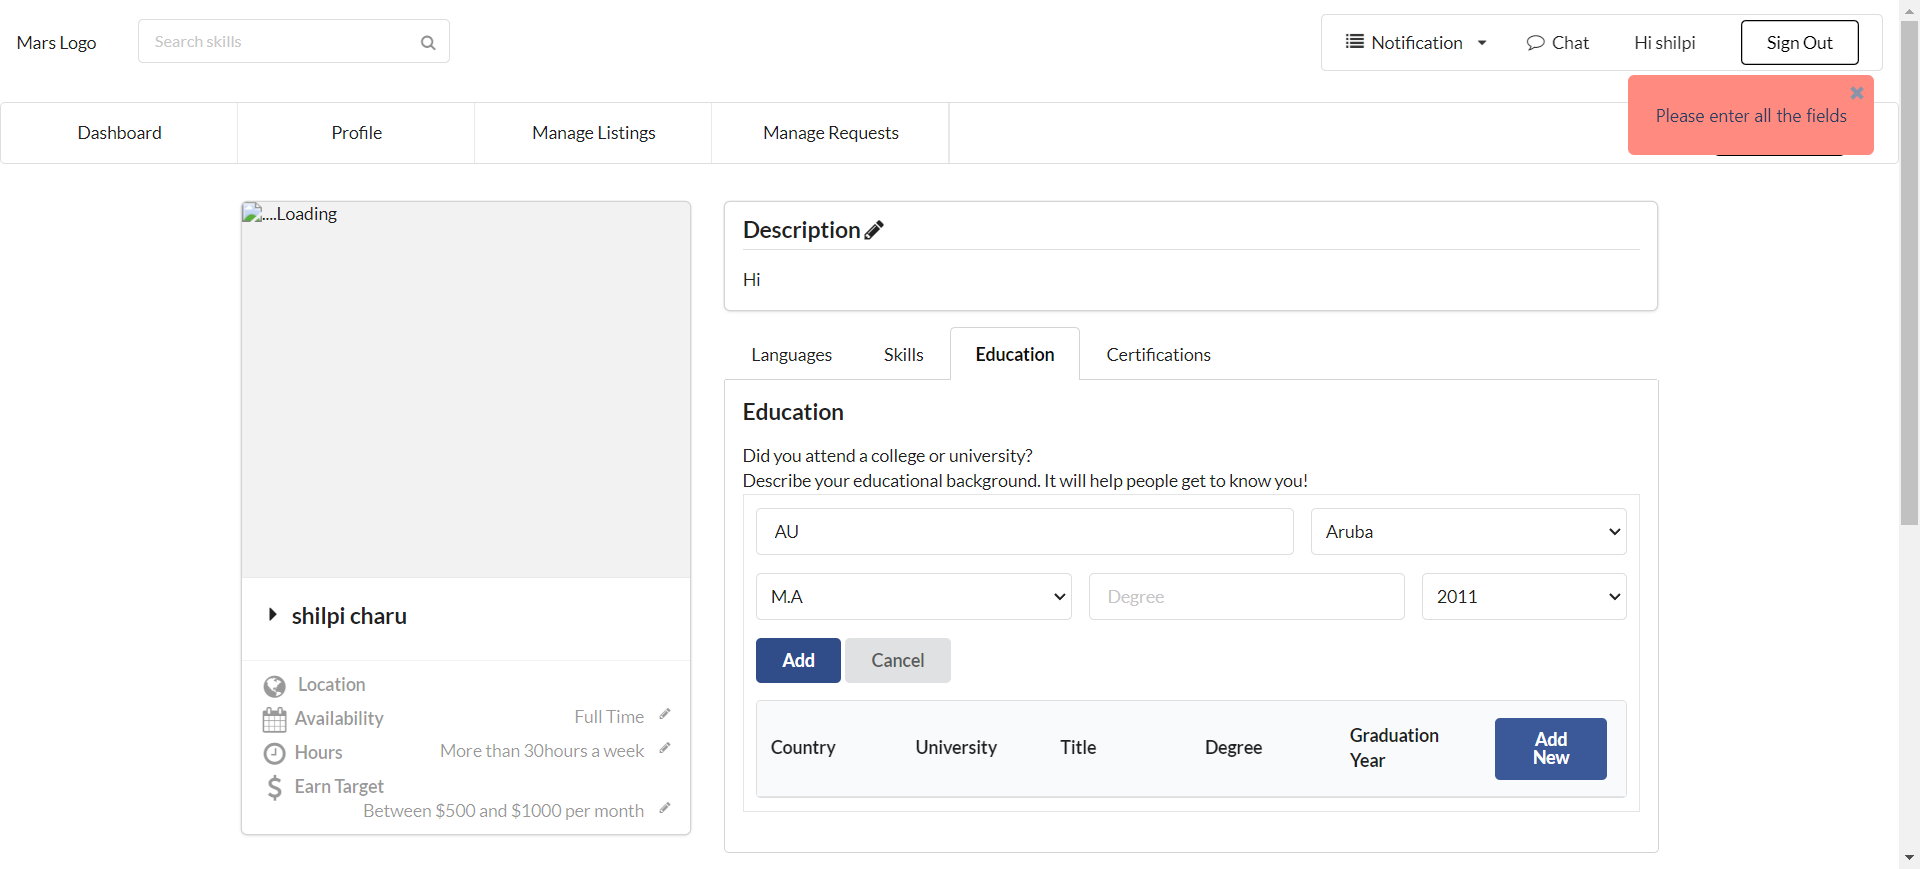 Mars Logo
Search skills
Notification
Chat
Hi shilpi
Sign Out
Please enter all the fields
Dashboard
Profile
Manage Listings
Manage Requests
....Loading
shilpi charu
Location
Availability
Full Time
Hours
More than 30hours a week
Earn Target
Between $500 and $1000 per month
Description
Hi
Languages
Skills
Education
Certifications
Education
Did you attend a college or university?
Describe your educational background. It will help people get to know you!
AU
Aruba
M.A
Degree
2011
Add
Cancel
Country
University
Title
Degree
Graduation
Year
Add
New